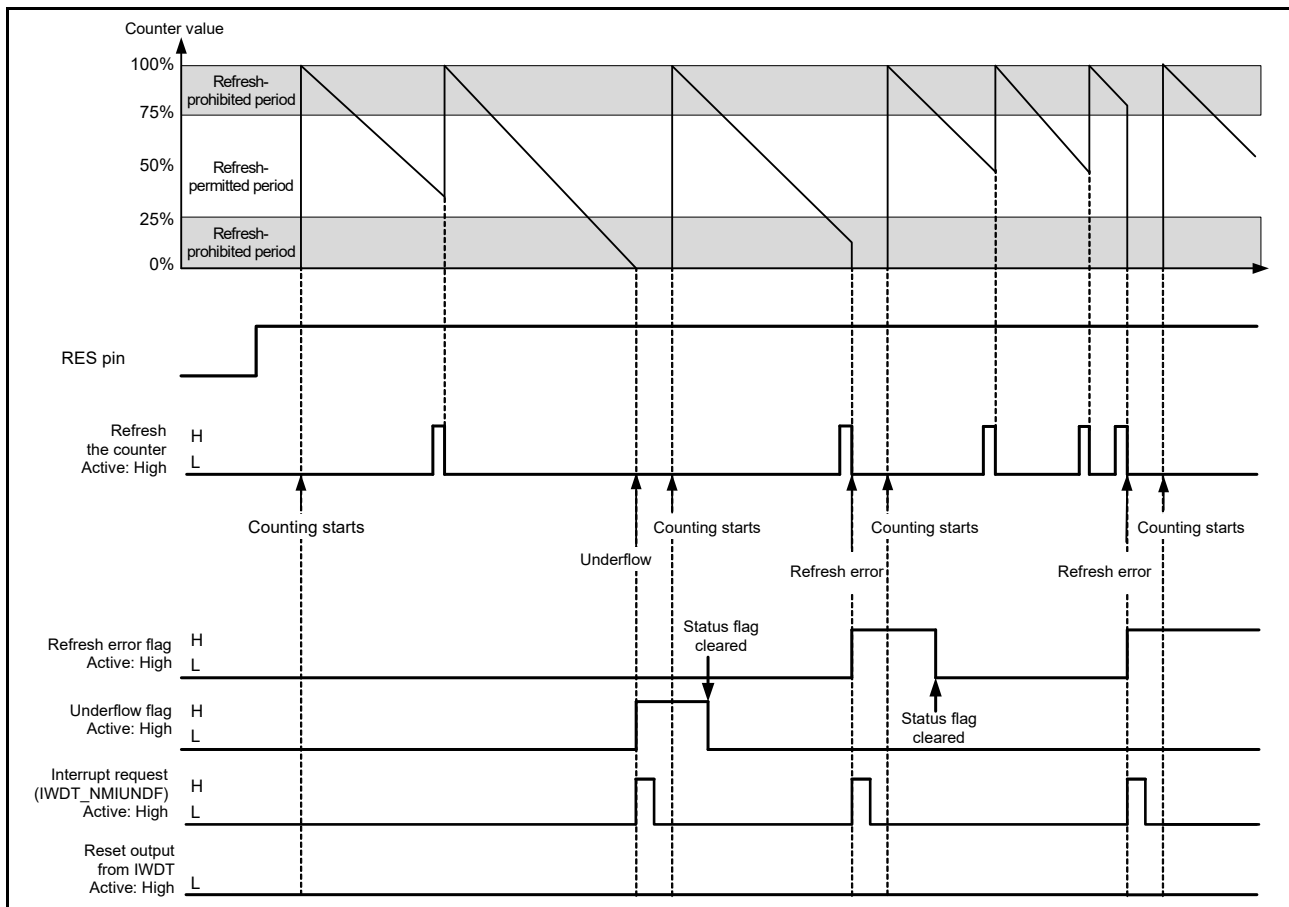 Counter value
100%
Refresh-
prohibited period
75%
50%
Refresh-
permitted period
25%
Refresh-
prohibited period
0%
RES pin
Refresh
the counter
Active: High
H
L
Counting starts
Counting starts
Counting starts
Counting starts
Underflow
Refresh error
Refresh error
Refresh error flag
Active: High
H
L
Status flag
cleared
Underflow flag
Active: High
H
L
Status flag
cleared
Interrupt request
(IWDT_NMIUNDF)
Active: High
H
L
Reset output
from IWDT
Active: High
L